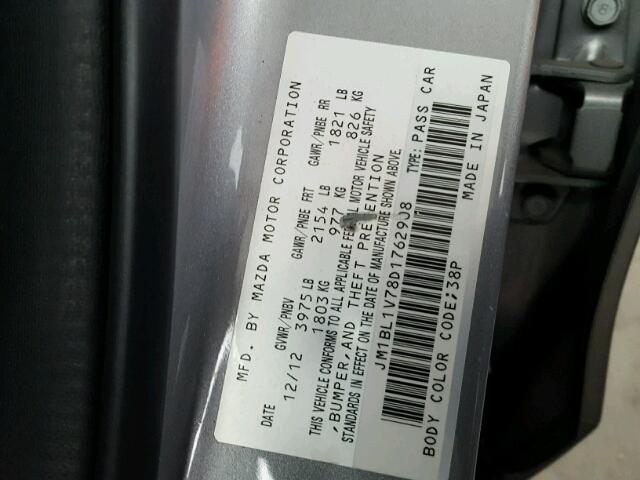 MFD. BY MAZDA MOTOR CORPORATION
DATE GVWR/PNBV GAWR/PNBE FRT GAWR/PNBE RR
12/12 3975 LB 2154 LB 1821 LB
1803 KG 977 KG 826 KG
THIS VEHICLE CONFORMS TO ALL APPLICABLE FEDERAL MOTOR VEHICLE SAFETY
,BUMPER,AND THEFT PREVENTION
STANDARDS IN EFFECT ON THE DATE OF MANUFACTURE SHOWN ABOVE.
JM1BL1V78D1762908 TYPE: PASS CAR
BODY COLOR CODE;38P MADE IN JAPAN